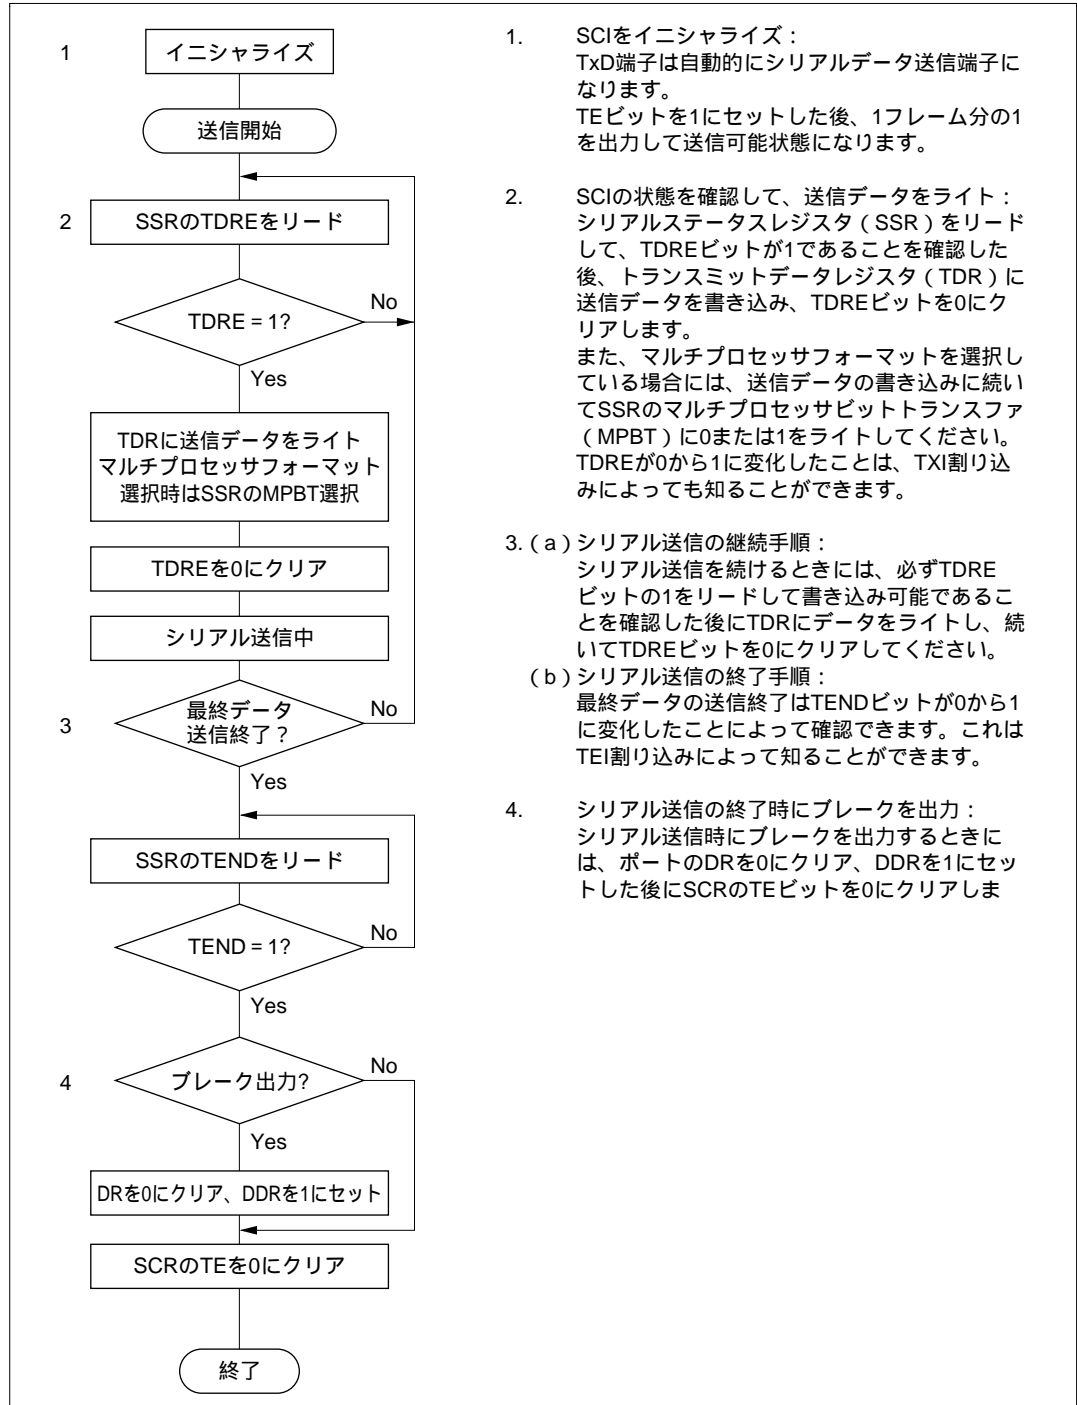 1
イニシャライズ
送信開始
2
SSRのTDREをリード
TDRE = 1?
No
Yes
TDRに送信データをライト
マルチプロセッサフォーマット
選択時はSSRのMPBT選択
TDREを0にクリア
シリアル送信中
3
最終データ
送信終了？
No
Yes
SSRのTENDをリード
TEND = 1?
No
Yes
4
ブレーク出力?
No
Yes
DRを0にクリア、DDRを1にセット
SCRのTEを0にクリア
終了
1. SCIをイニシャライズ：
TxD端子は自動的にシリアルデータ送信端子に
なります。
TEビットを1にセットした後、1フレーム分の1
を出力して送信可能状態になります。
2. SCIの状態を確認して、送信データをライト：
シリアルステータスレジスタ（SSR）をリード
して、TDREビットが1であることを確認した
後、トランスミットデータレジスタ（TDR）に
送信データを書き込み、TDREビットを0にク
リアします。
また、マルチプロセッサフォーマットを選択し
ている場合には、送信データの書き込みに続い
てSSRのマルチプロセッサビットトランスファ
（MPBT）に0または1をライトしてください。
TDREが0から1に変化したことは、TXI割り込
みによっても知ることができます。
3.（a）シリアル送信の継続手順：
シリアル送信を続けるときには、必ずTDRE
ビットの1をリードして書き込み可能であるこ
とを確認した後にTDRにデータをライトし、続
いてTDREビットを0にクリアしてください。
（b）シリアル送信の終了手順：
最終データの送信終了はTENDビットが0から1
に変化したことによって確認できます。これは
TEI割り込みによって知ることができます。
4. シリアル送信の終了時にブレークを出力：
シリアル送信時にブレークを出力するときに
は、ポートのDRを0にクリア、DDRを1にセッ
トした後にSCRのTEビットを0にクリアしま